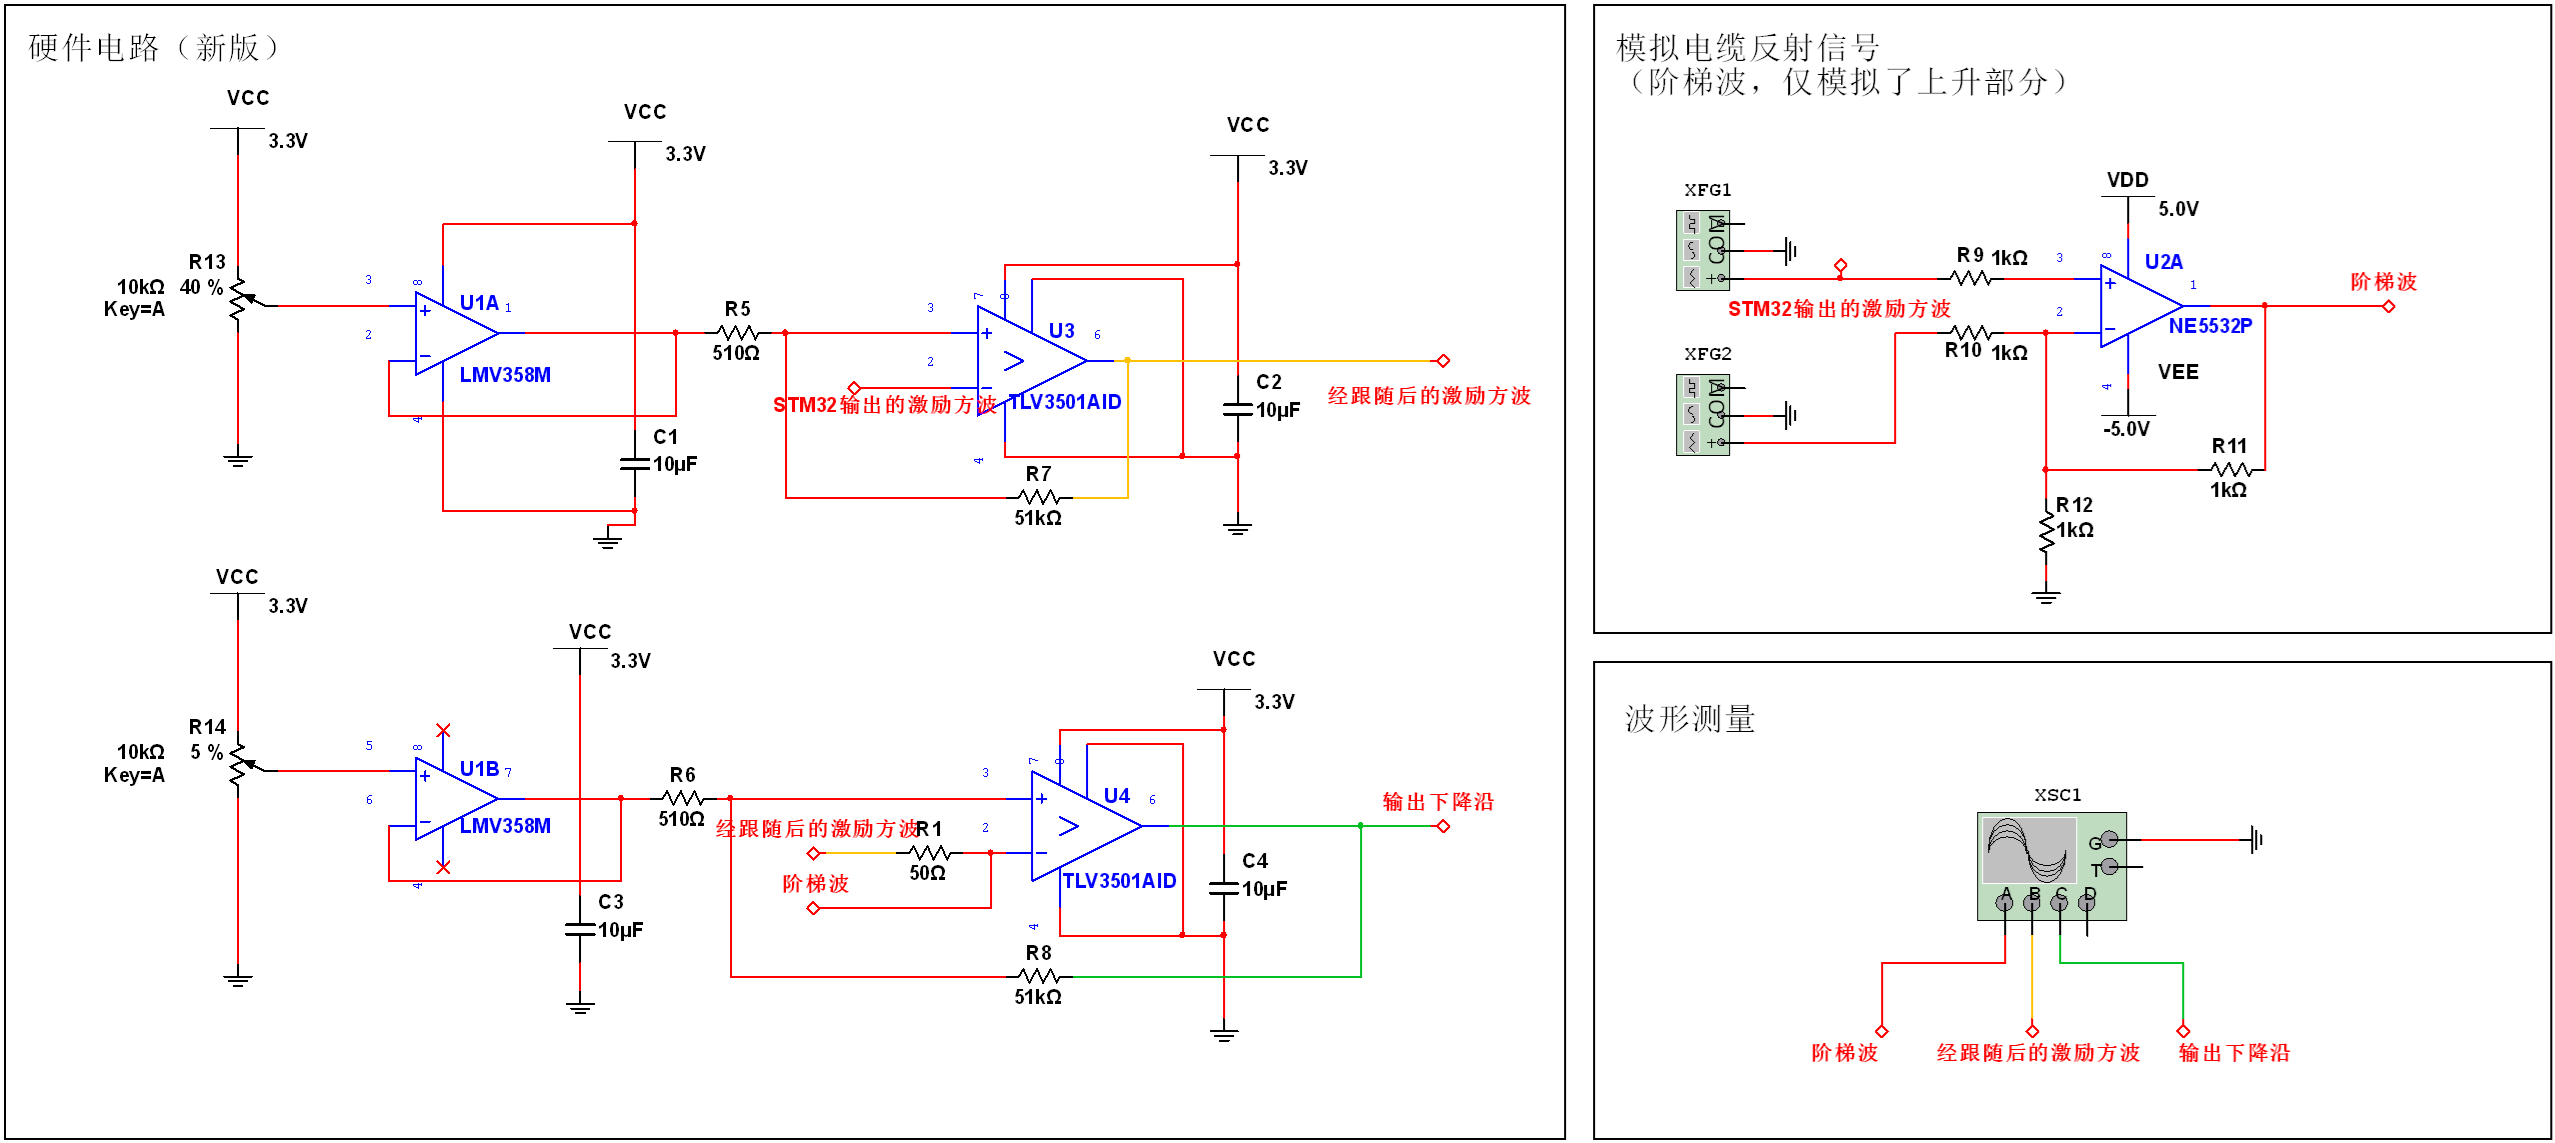 硬件电路（新版）
VCC
3.3V
VCC
3.3V
VCC
3.3V
R13
10kΩ
40 %
Key=A
3
2
8
4
U1A
1
LMV358M
R5
510Ω
3
2
7
8
4
U3
6
TLV3501AID
STM32输出的激励方波
经跟随后的激励方波
C1
10µF
C2
10µF
R7
51kΩ
VCC
3.3V
VCC
3.3V
VCC
3.3V
R14
10kΩ
5 %
Key=A
5
6
8
4
U1B
7
LMV358M
R6
510Ω
经跟随后的激励方波
R1
50Ω
阶梯波
3
2
7
8
4
U4
6
TLV3501AID
输出下降沿
C3
10µF
C4
10µF
R8
51kΩ
模拟电缆反射信号
（阶梯波，仅模拟了上升部分）
XFG1
COM
+
STM32输出的激励方波
XFG2
COM
+
R9
1kΩ
R10
1kΩ
VDD
5.0V
3
2
8
4
U2A
1
NE5532P
VEE
-5.0V
阶梯波
R11
1kΩ
R12
1kΩ
波形测量
XSC1
G
T
A
B
C
D
阶梯波
经跟随后的激励方波
输出下降沿